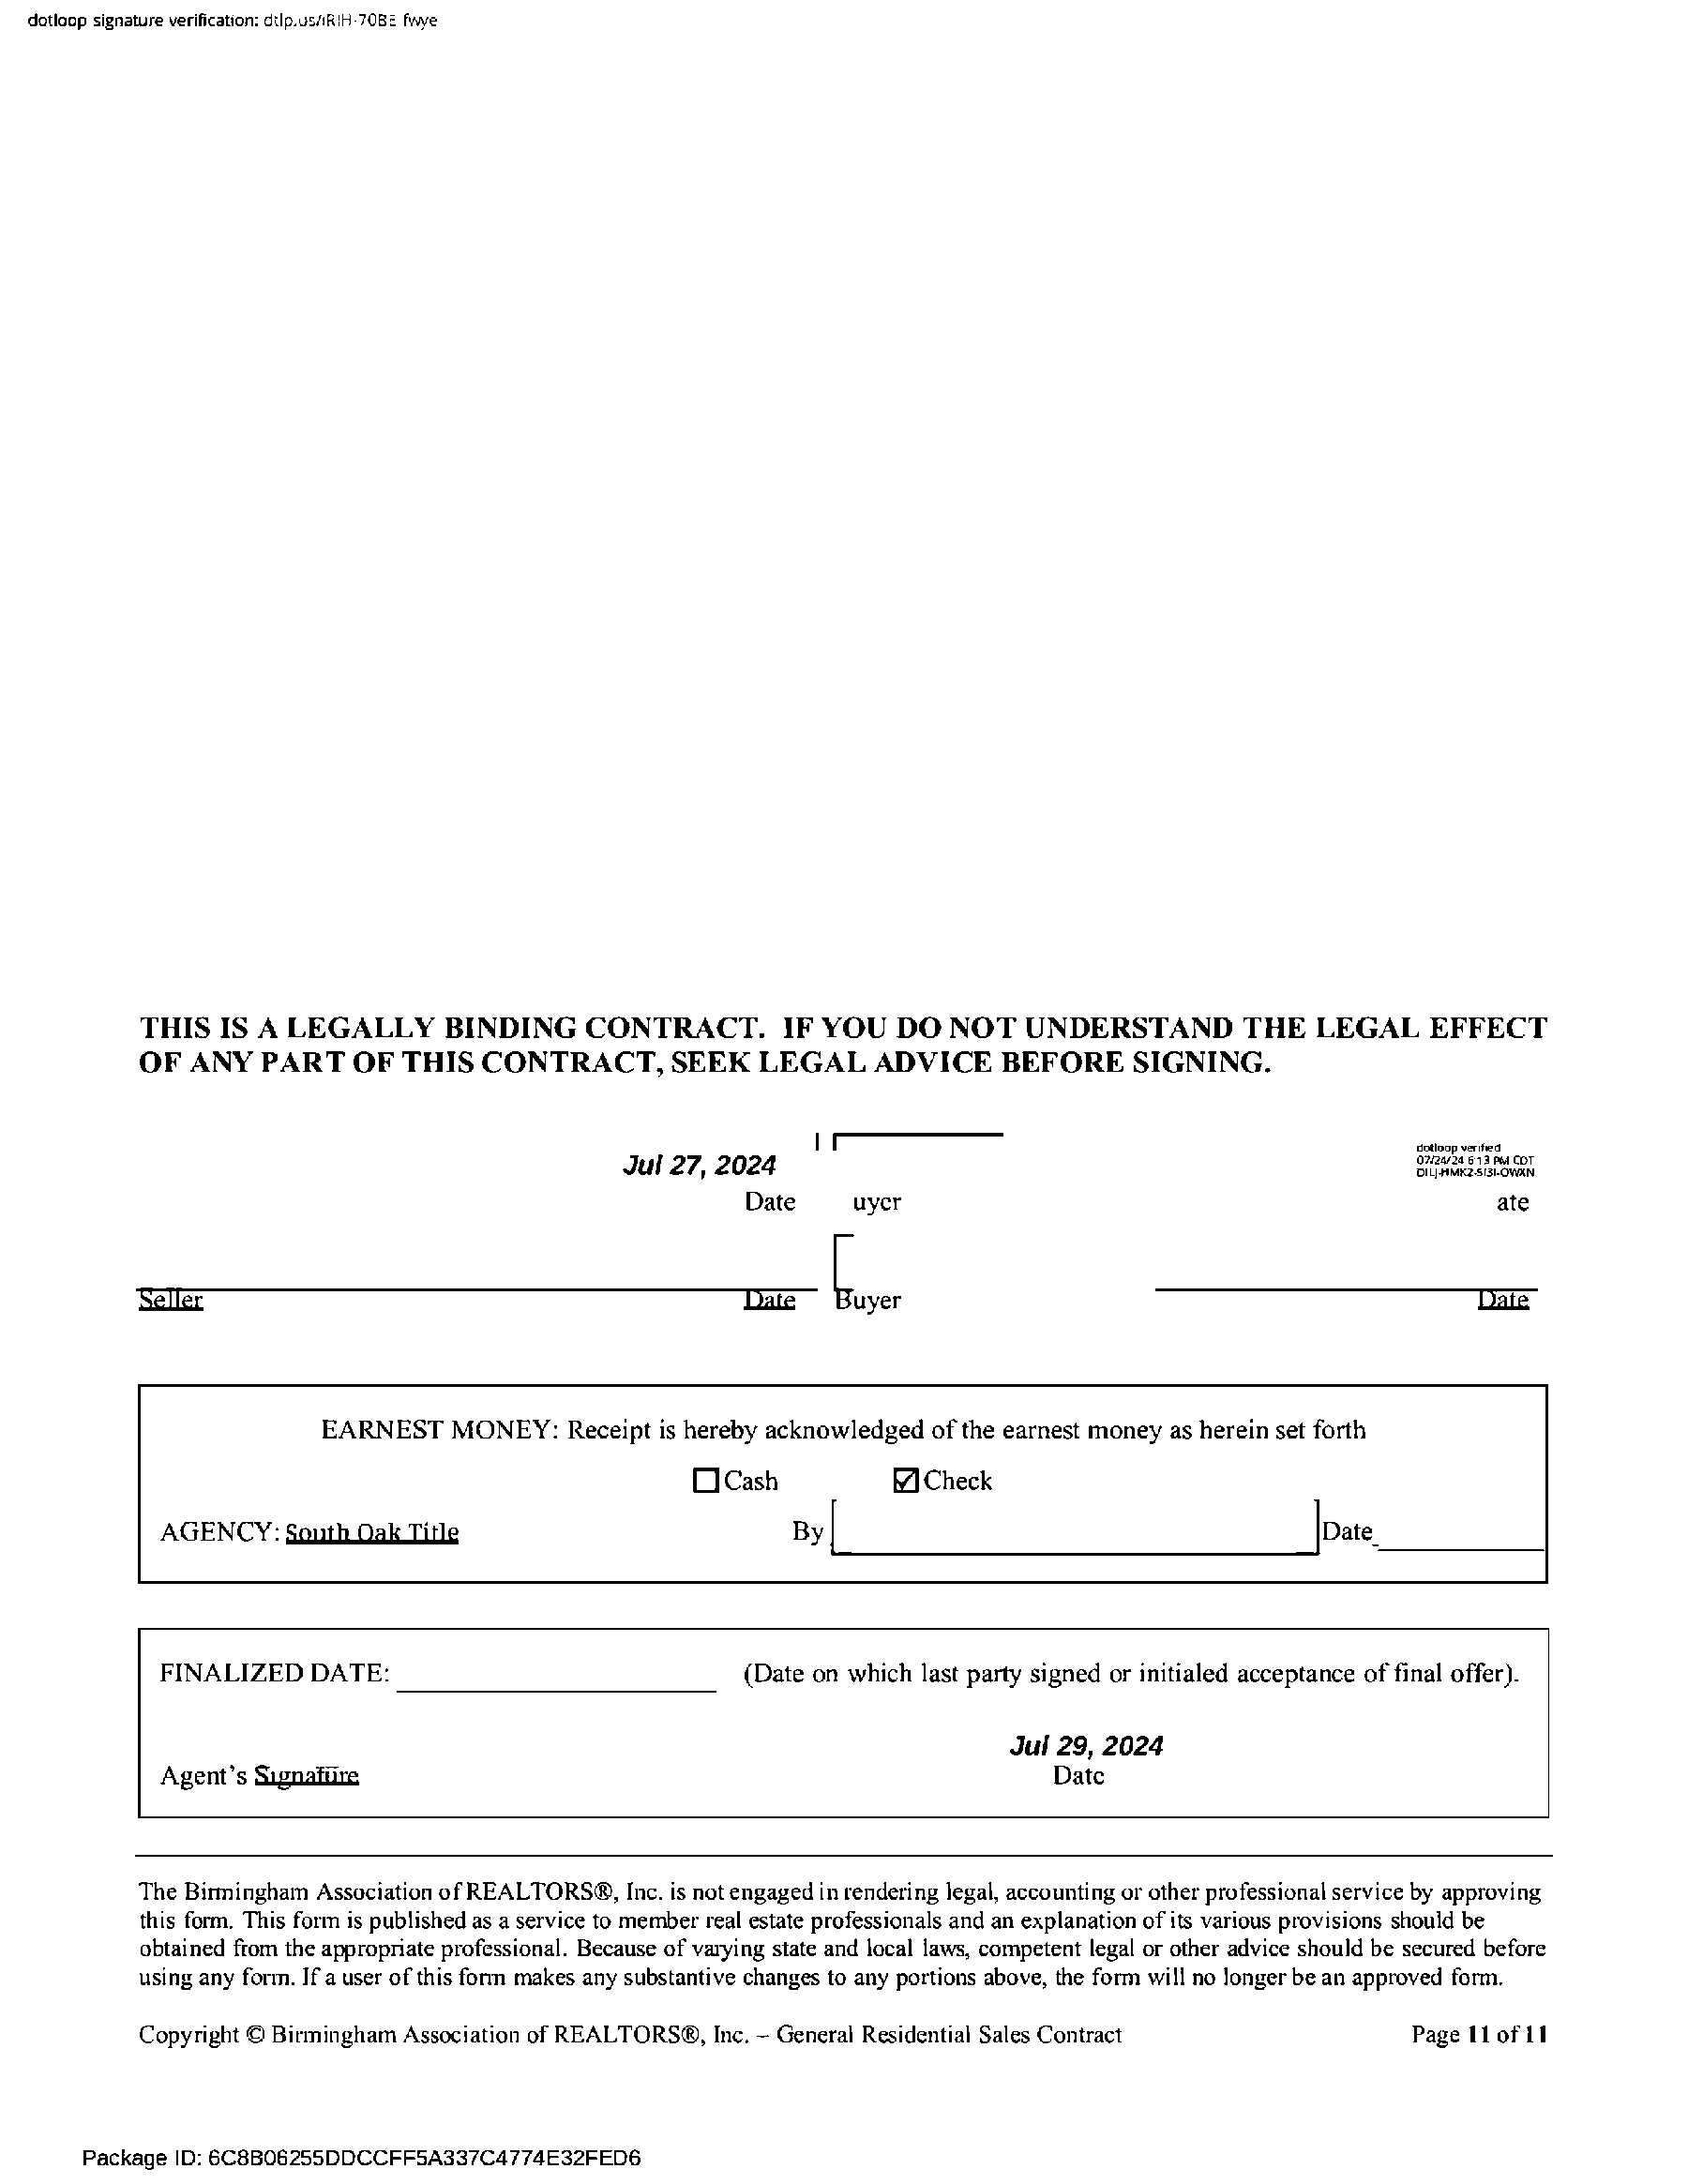 dotloop signature verification: dtlp.us/iRIH-70BE-fwye
THIS IS A LEGALLY BINDING CONTRACT. IF YOU DO NOT UNDERSTAND THE LEGAL EFFECT
OF ANY PART OF THIS CONTRACT, SEEK LEGAL ADVICE BEFORE SIGNING.
dotloop verified
Jul 27, 2024 07/24/24 6:13 PM CDT
Date uyer ate
Seller Date Buyer Date
EARNEST MONEY: Receipt is hereby acknowledged of the earnest money as herein set forth
Cash Check
AGENCY: South Oak Title By Date
FINALIZED DATE: (Date on which last party signed or initialed acceptance of final offer).
Jul 29, 2024
Agent's Signature Date
The Birmingham Association of REALTORS®, Inc. is not engaged in rendering legal, accounting or other professional service by approving
this form. This form is published as a service to member real estate professionals and an explanation of its various provisions should be
obtained from the appropriate professional. Because of varying state and local laws, competent legal or other advice should be secured before
using any form. If a user of this form makes any substantive changes to any portions above, the form will no longer be an approved form.
Copyright © Birmingham Association of REALTORS®, Inc. – General Residential Sales Contract Page 11 of 11
Package ID: 6C8B06255DDCCFF5A337C4774E32FED6